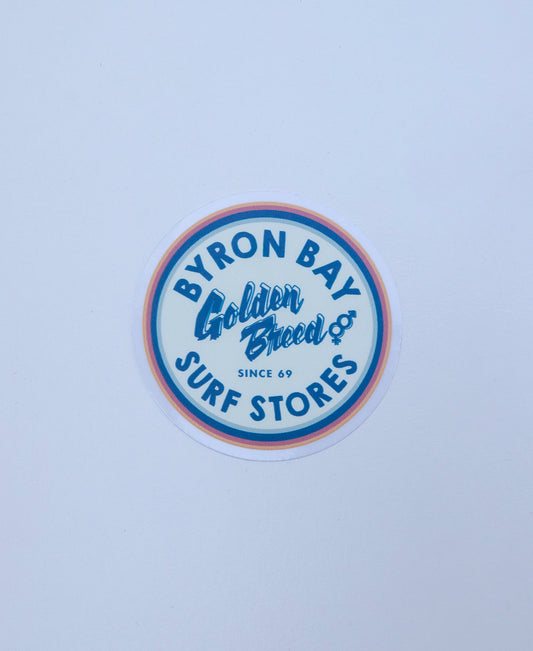 BYRON BAY
Golden
Breed
SINCE 69
SURF STORES